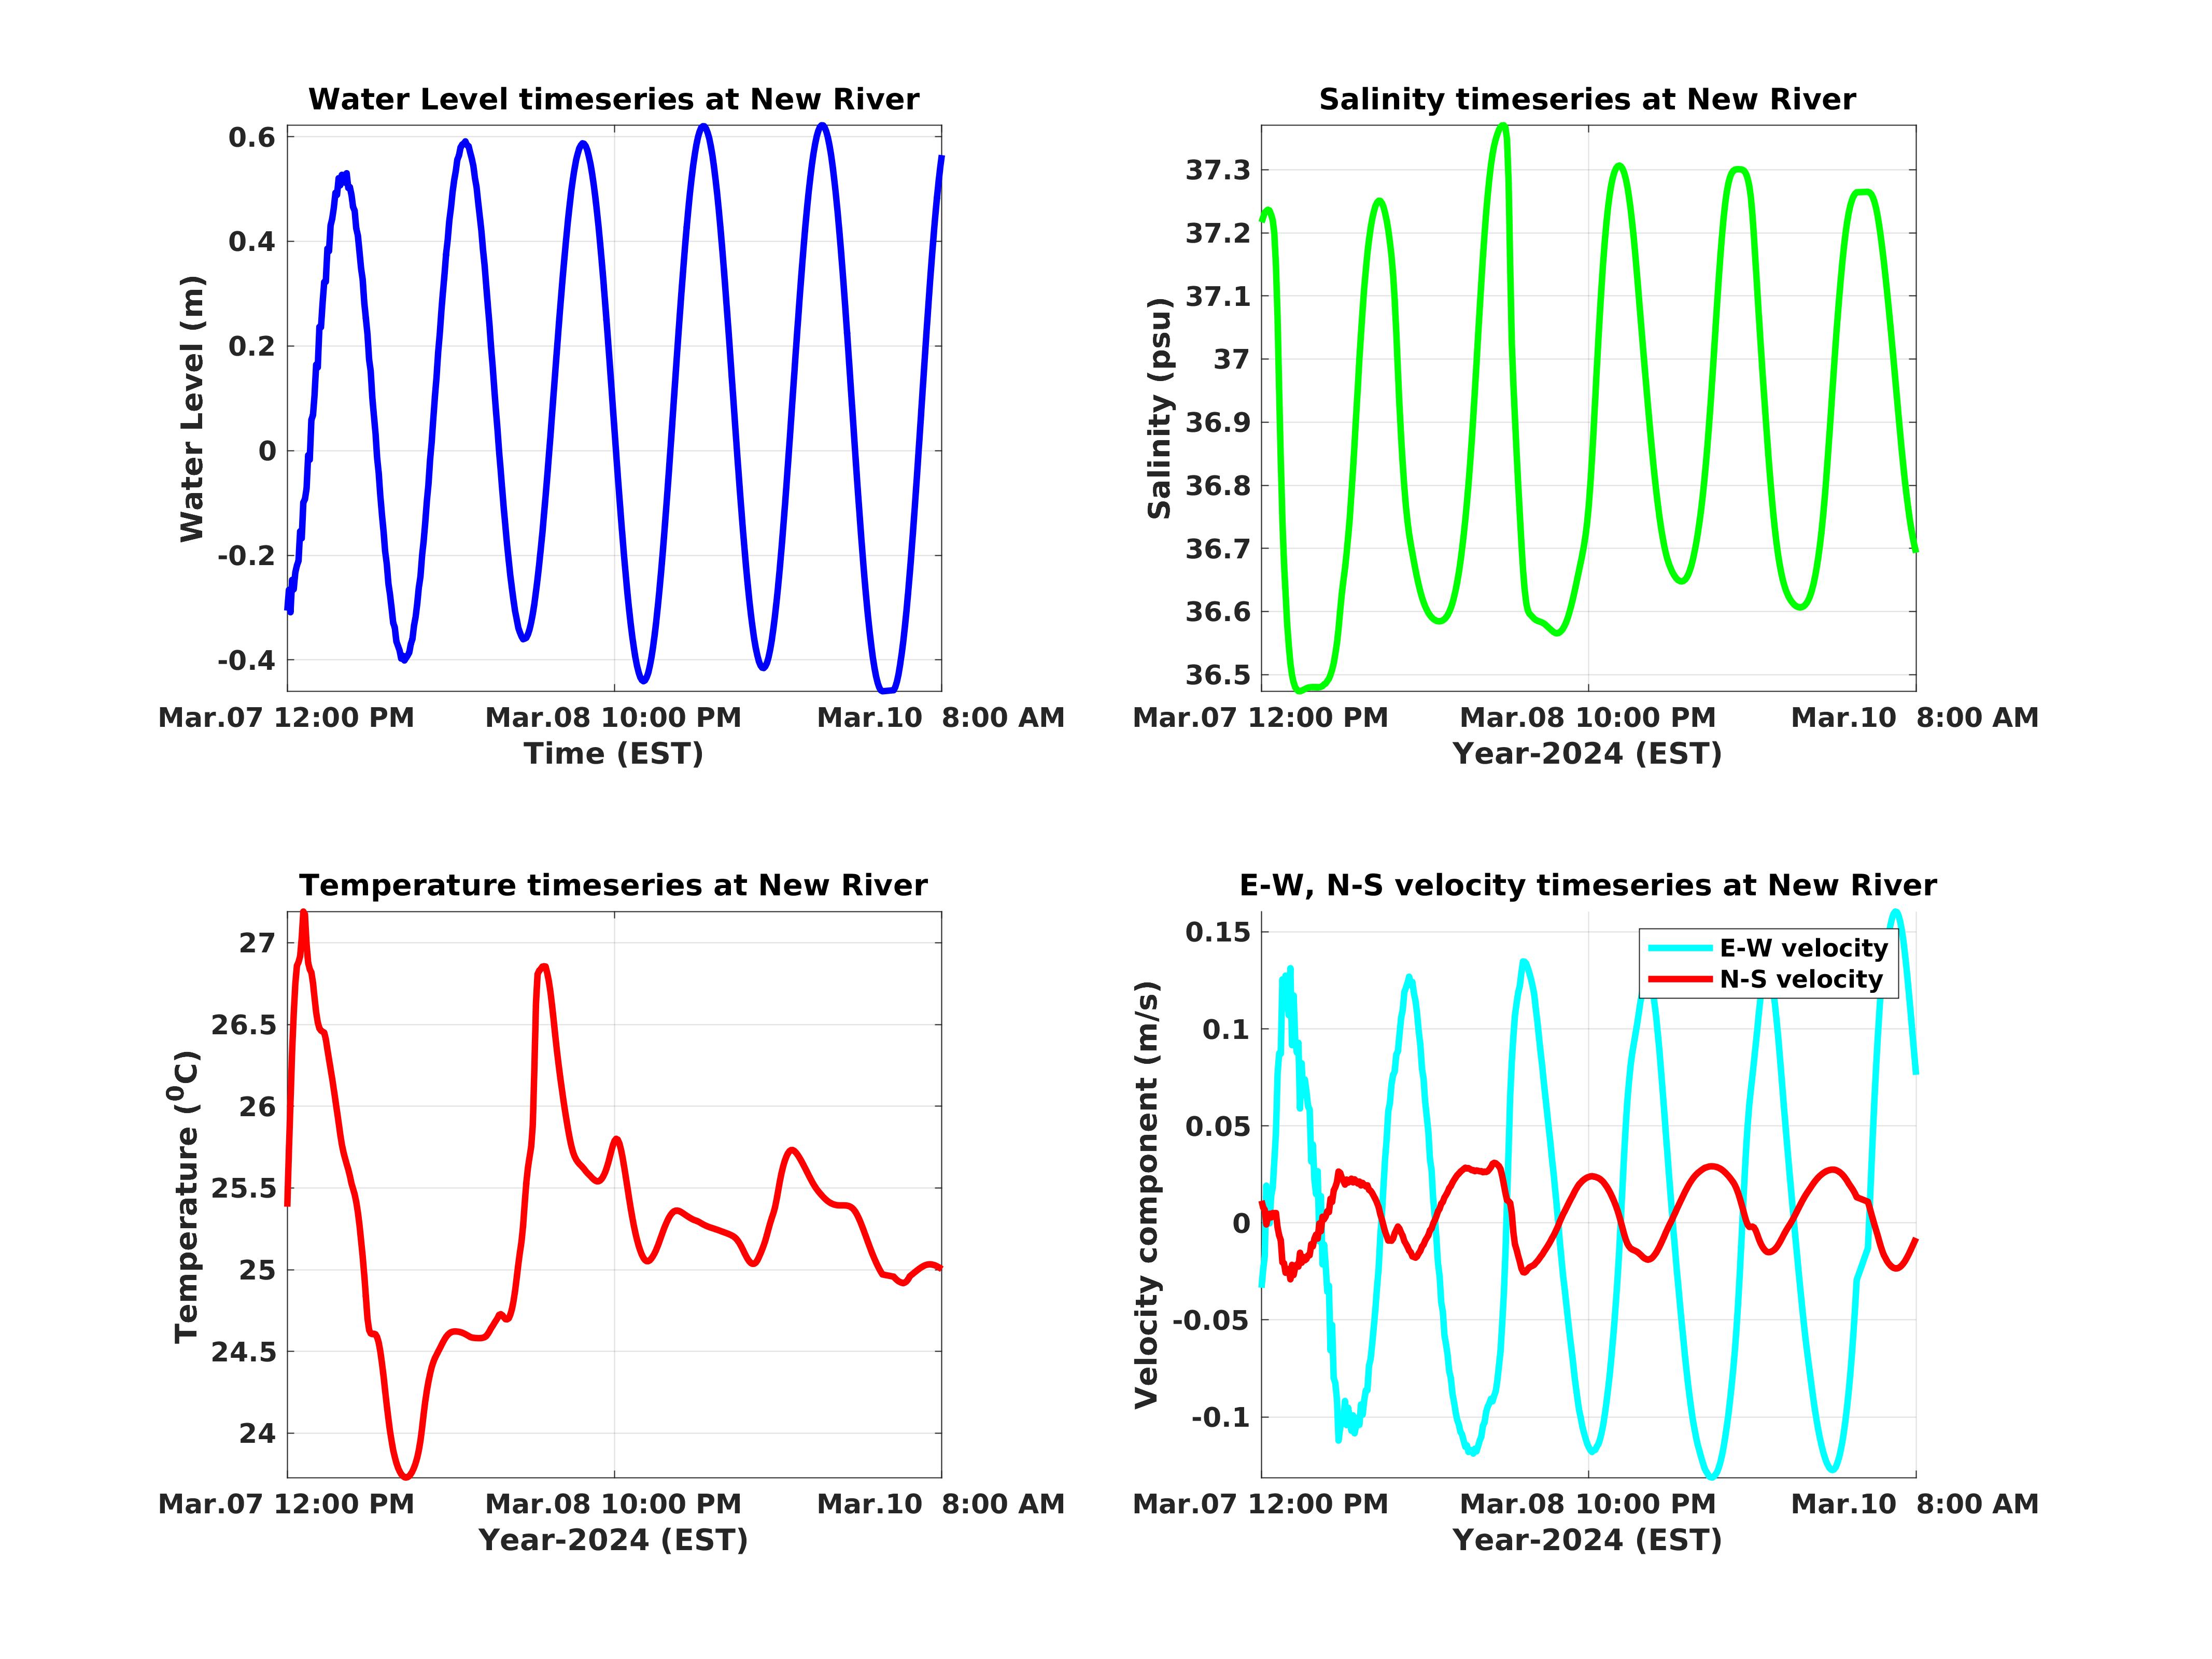 Water Level timeseries at New River
0.6
0.4
0.2
0
-0.2
-0.4
Water Level (m)
Mar.07 12:00 PM
Mar.08 10:00 PM
Mar.10 8:00 AM
Time (EST)
Salinity timeseries at New River
37.3
37.2
37.1
37
36.9
36.8
36.7
36.6
36.5
Salinity (psu)
Mar.07 12:00 PM
Mar.08 10:00 PM
Mar.10 8:00 AM
Year-2024 (EST)
Temperature timeseries at New River
27
26.5
26
25.5
25
24.5
24
Temperature (⁰C)
Mar.07 12:00 PM
Mar.08 10:00 PM
Mar.10 8:00 AM
Year-2024 (EST)
E-W, N-S velocity timeseries at New River
0.15
0.1
0.05
0
-0.05
-0.1
Velocity component (m/s)
E-W velocity
N-S velocity
Mar.07 12:00 PM
Mar.08 10:00 PM
Mar.10 8:00 AM
Year-2024 (EST)